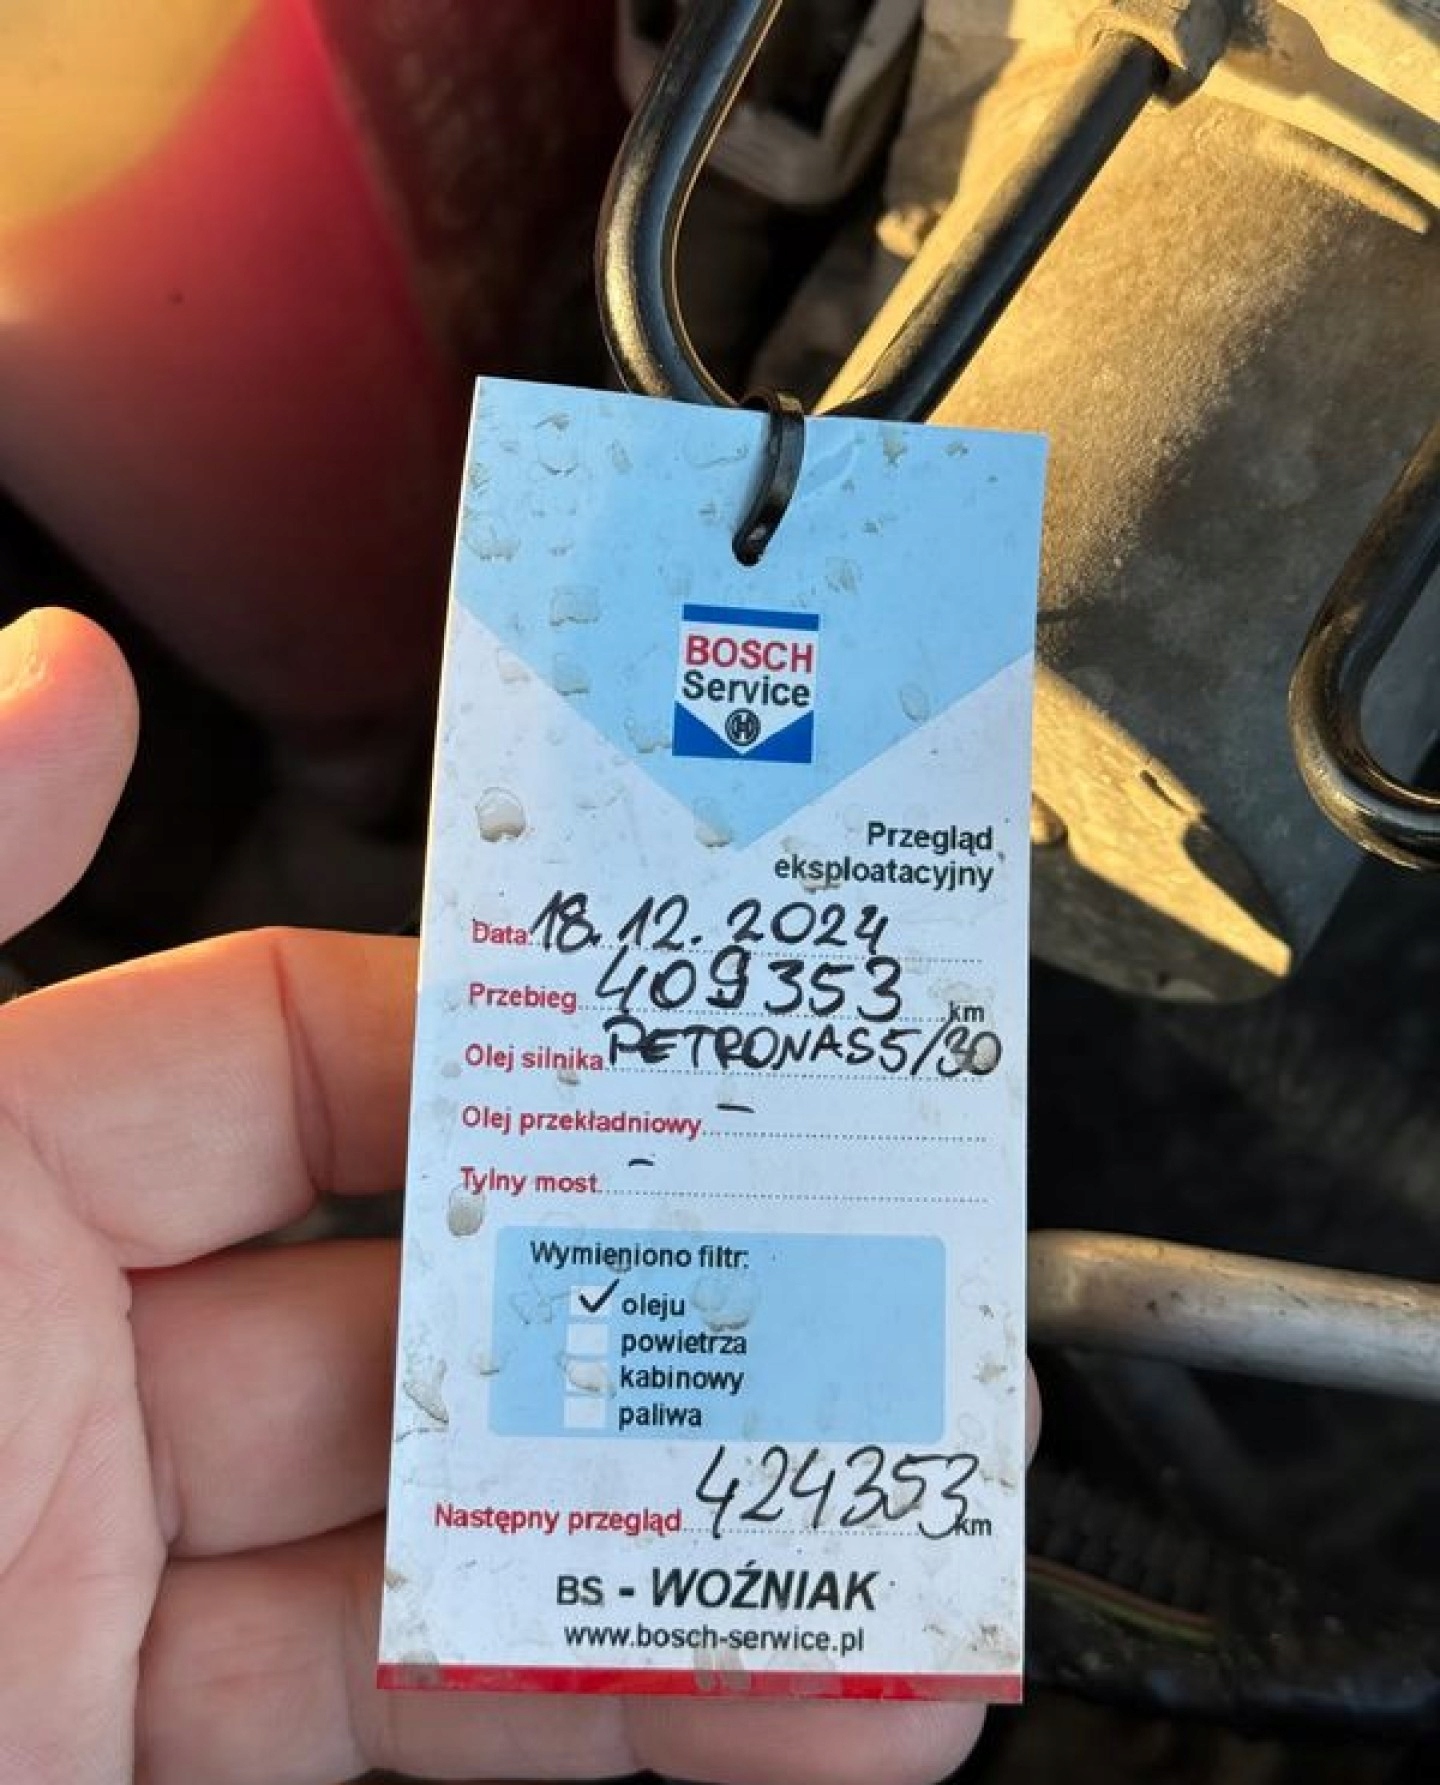 BOSCH
Service
Przegląd
eksploatacyjny
Data: 18.12.2024
Przebieg 409353 km
Olej silnika PETRONAS 5/30
Olej przekładniowy -
Tylny most -
Wymieniono filtr:
✓ oleju
powietrza
kabinowy
paliwa
Następny przegląd 424353 km
BS - WOŹNIAK
www.bosch-serwice.pl